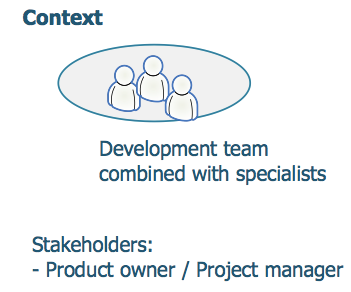 Context
Development team
combined with specialists
Stakeholders:
- Product owner / Project manager